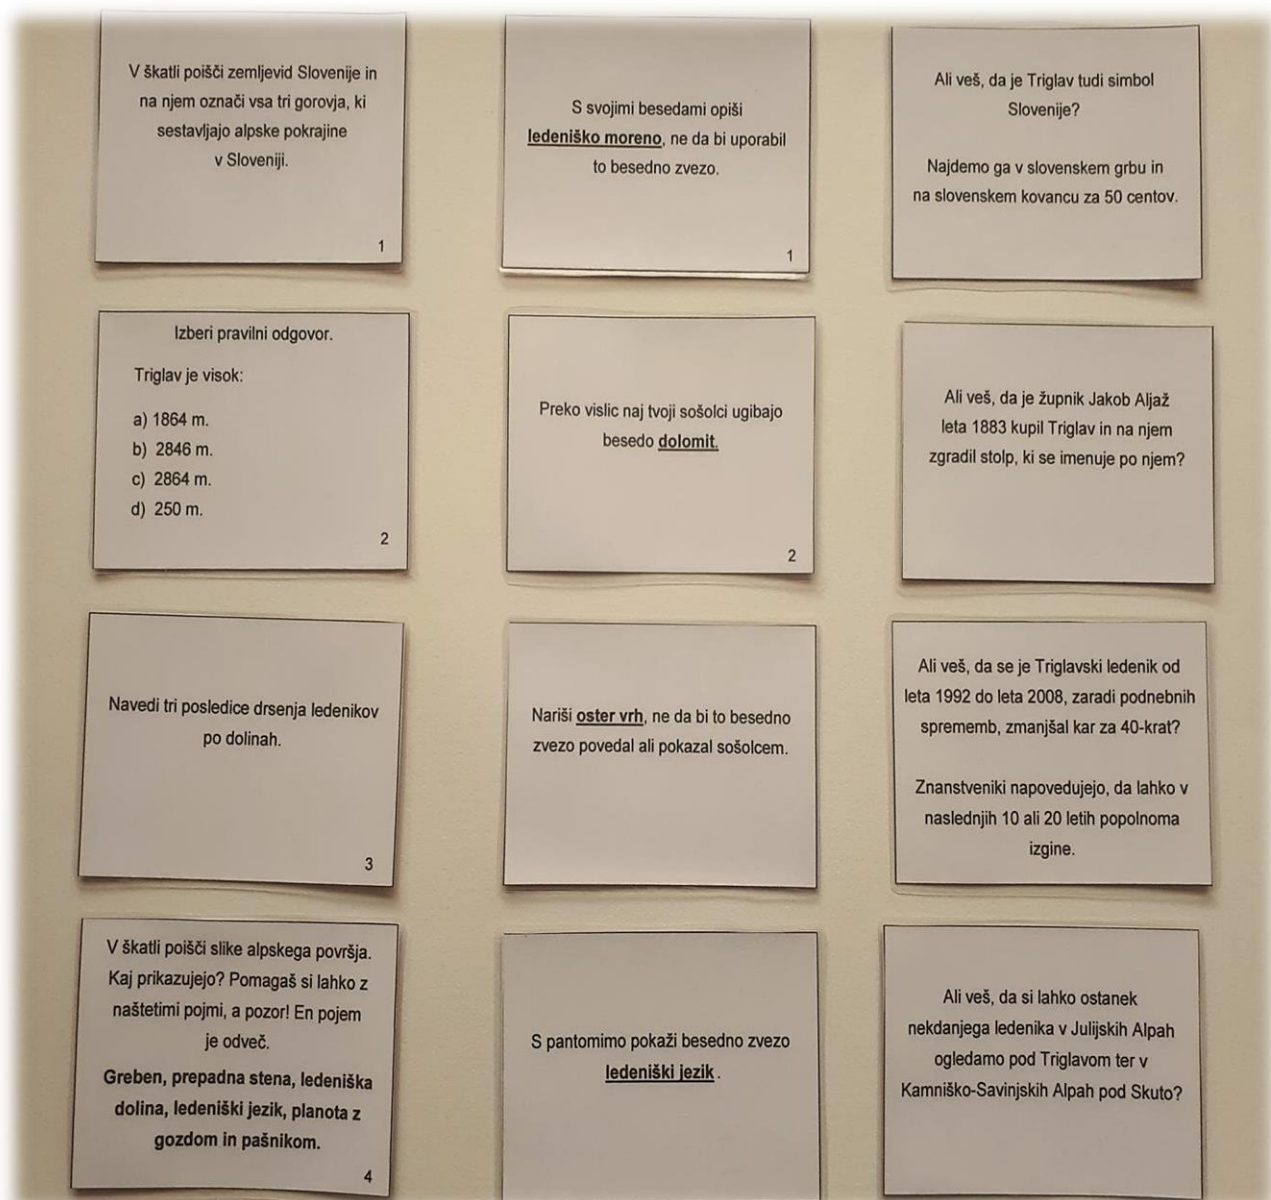 V škatli poišči zemljevid Slovenije in
na njem označi vsa tri gorovja, ki
sestavljajo alpske pokrajine
v Sloveniji.
1
S svojimi besedami opiši
ledeniško moreno, ne da bi uporabil
to besedno zvezo.
1
Ali veš, da je Triglav tudi simbol
Slovenije?
Najdemo ga v slovenskem grbu in
na slovenskem kovancu za 50 centov.
Izberi pravilni odgovor.
Triglav je visok:
a) 1864 m.
b) 2846 m.
c) 2864 m.
d) 250 m.
2
Preko vislic naj tvoji sošolci ugibajo
besedo dolomit.
2
Ali veš, da je župnik Jakob Aljaž
leta 1883 kupil Triglav in na njem
zgradil stolp, ki se imenuje po njem?
Navedi tri posledice drsenja ledenikov
po dolinah.
3
Nariši oster vrh, ne da bi to besedno
zvezo povedal ali pokazal sošolcem.
Ali veš, da se je Triglavski ledenik od
leta 1992 do leta 2008, zaradi podnebnih
sprememb, zmanjšal kar za 40-krat?
Znanstveniki napovedujejo, da lahko v
naslednjih 10 ali 20 letih popolnoma
izgine.
V škatli poišči slike alpskega površja.
Kaj prikazujejo? Pomagaš si lahko z
naštetimi pojmi, a pozor! En pojem
je odveč.
Greben, prepadna stena, ledeniška
dolina, ledeniški jezik, planota z
gozdom in pašnikom.
4
S pantomimo pokaži besedno zvezo
ledeniški jezik.
Ali veš, da si lahko ostanek
nekdanjega ledenika v Julijskih Alpah
ogledamo pod Triglavom ter v
Kamniško-Savinjskih Alpah pod Skuto?